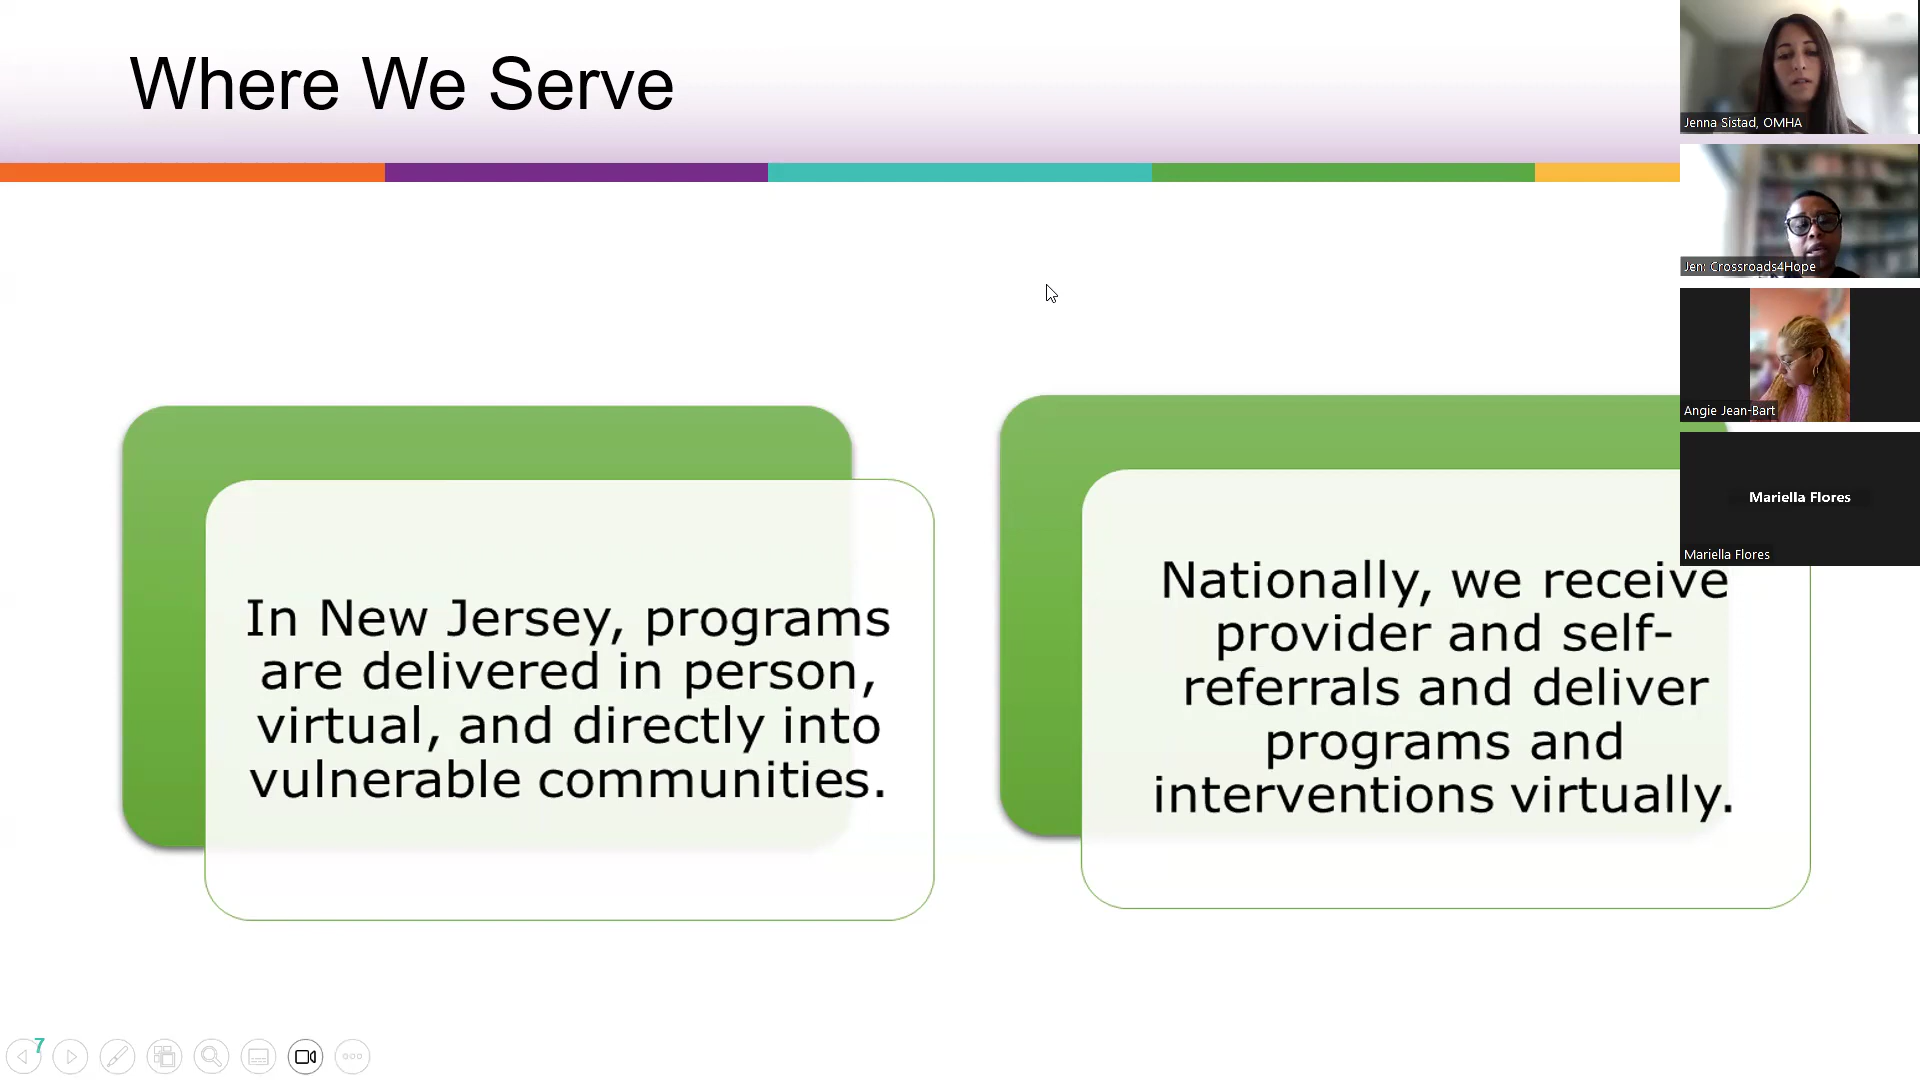 Where We Serve
In New Jersey, programs
are delivered in person,
virtual, and directly into
vulnerable communities.
Nationally, we receive
provider and self-
referrals and deliver
programs and
interventions virtually.
Jenna Sistad, OMHA
Jen: Crossroads4Hope
Angie Jean-Bart
Mariella Flores
Mariella Flores
7